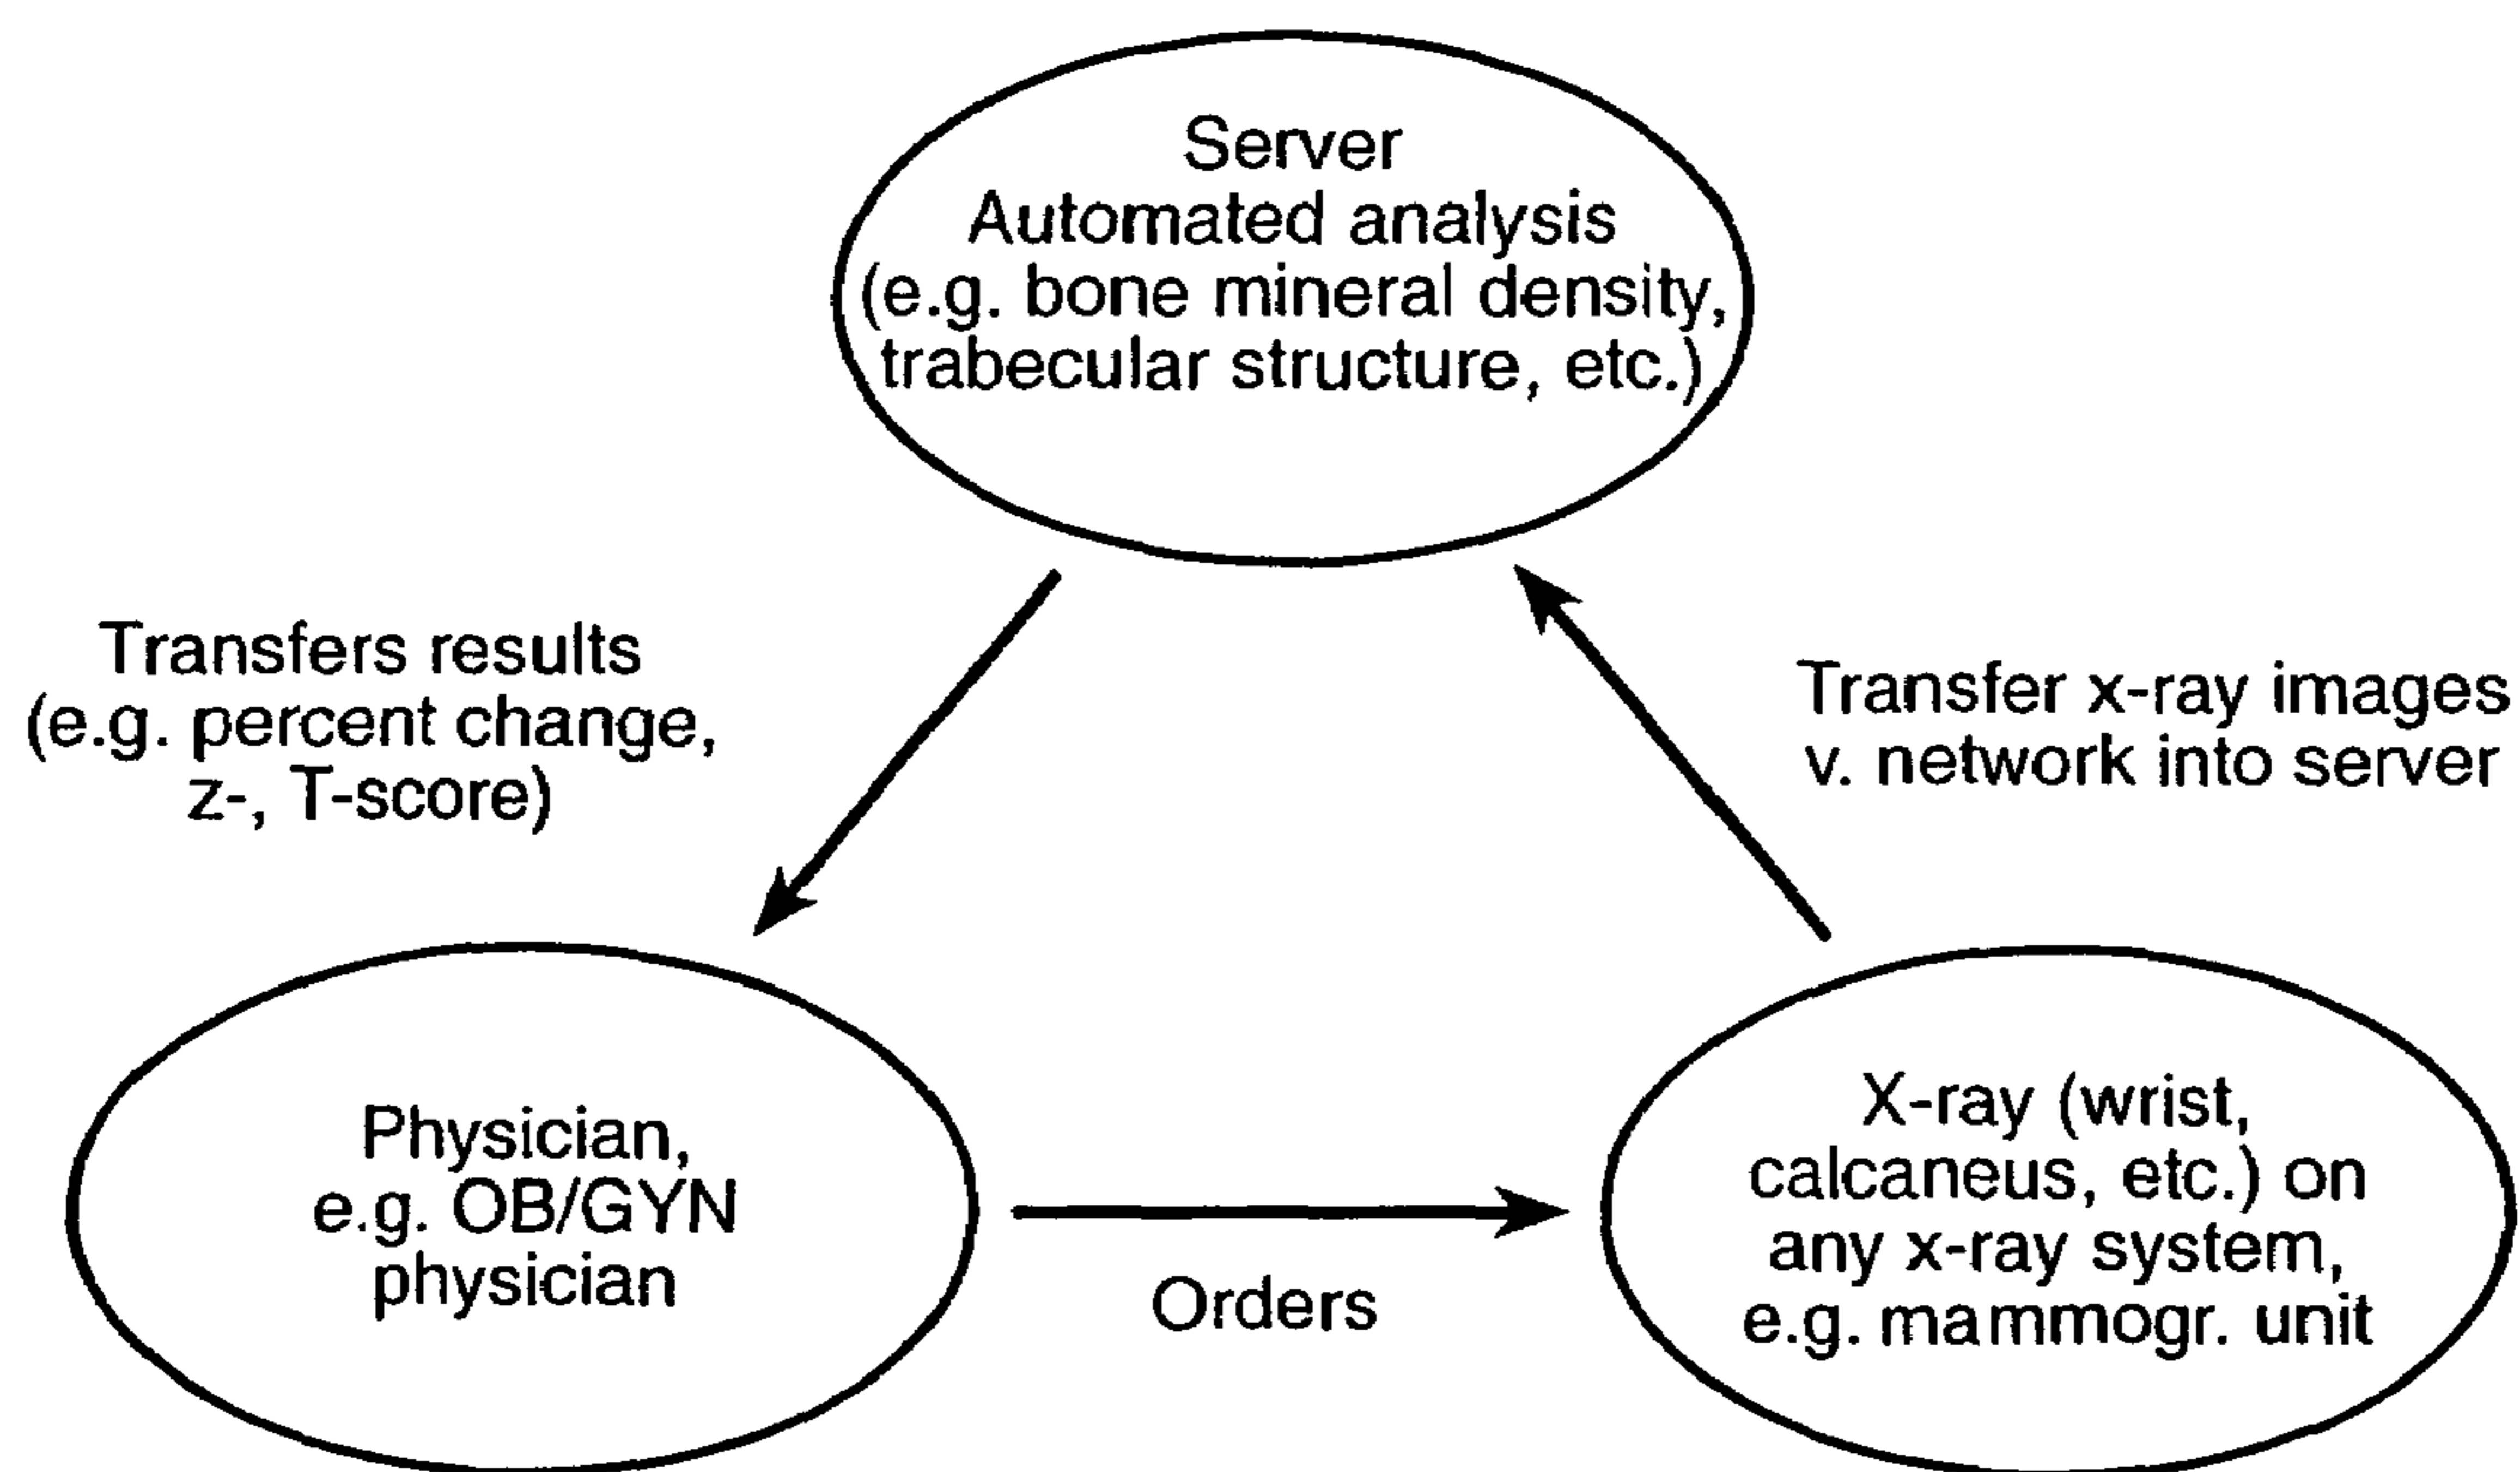 Server
Automated analysis
(e.g. bone mineral density,
trabecular structure, etc.)
Transfers results
(e.g. percent change,
z-, T-score)
Transfer x-ray images
v. network into server
Physician,
e.g. OB/GYN
physician
Orders
X-ray (wrist,
calcaneus, etc.) on
any x-ray system,
e.g. mammogr. unit